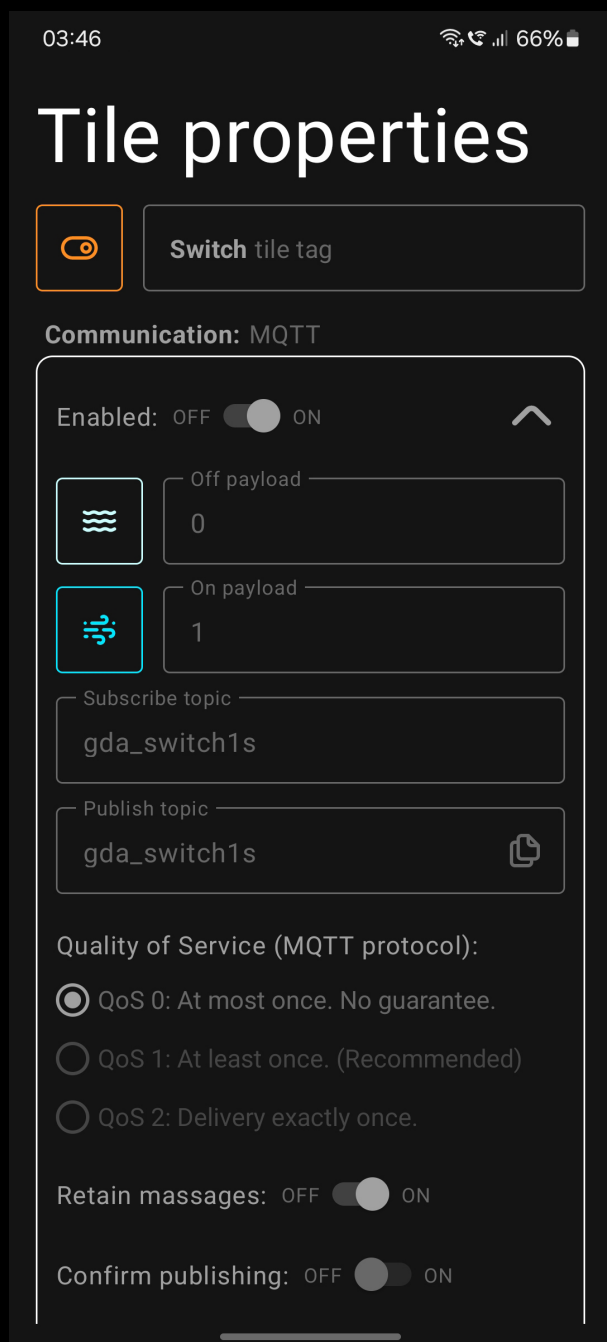 03:46 66%
Tile properties
Switch tile tag
Communication: MQTT
Enabled: OFF ON
Off payload
0
On payload
1
Subscribe topic
gda_switch1s
Publish topic
gda_switch1s
Quality of Service (MQTT protocol):
QoS 0: At most once. No guarantee.
QoS 1: At least once. (Recommended)
QoS 2: Delivery exactly once.
Retain massages: OFF ON
Confirm publishing: OFF ON